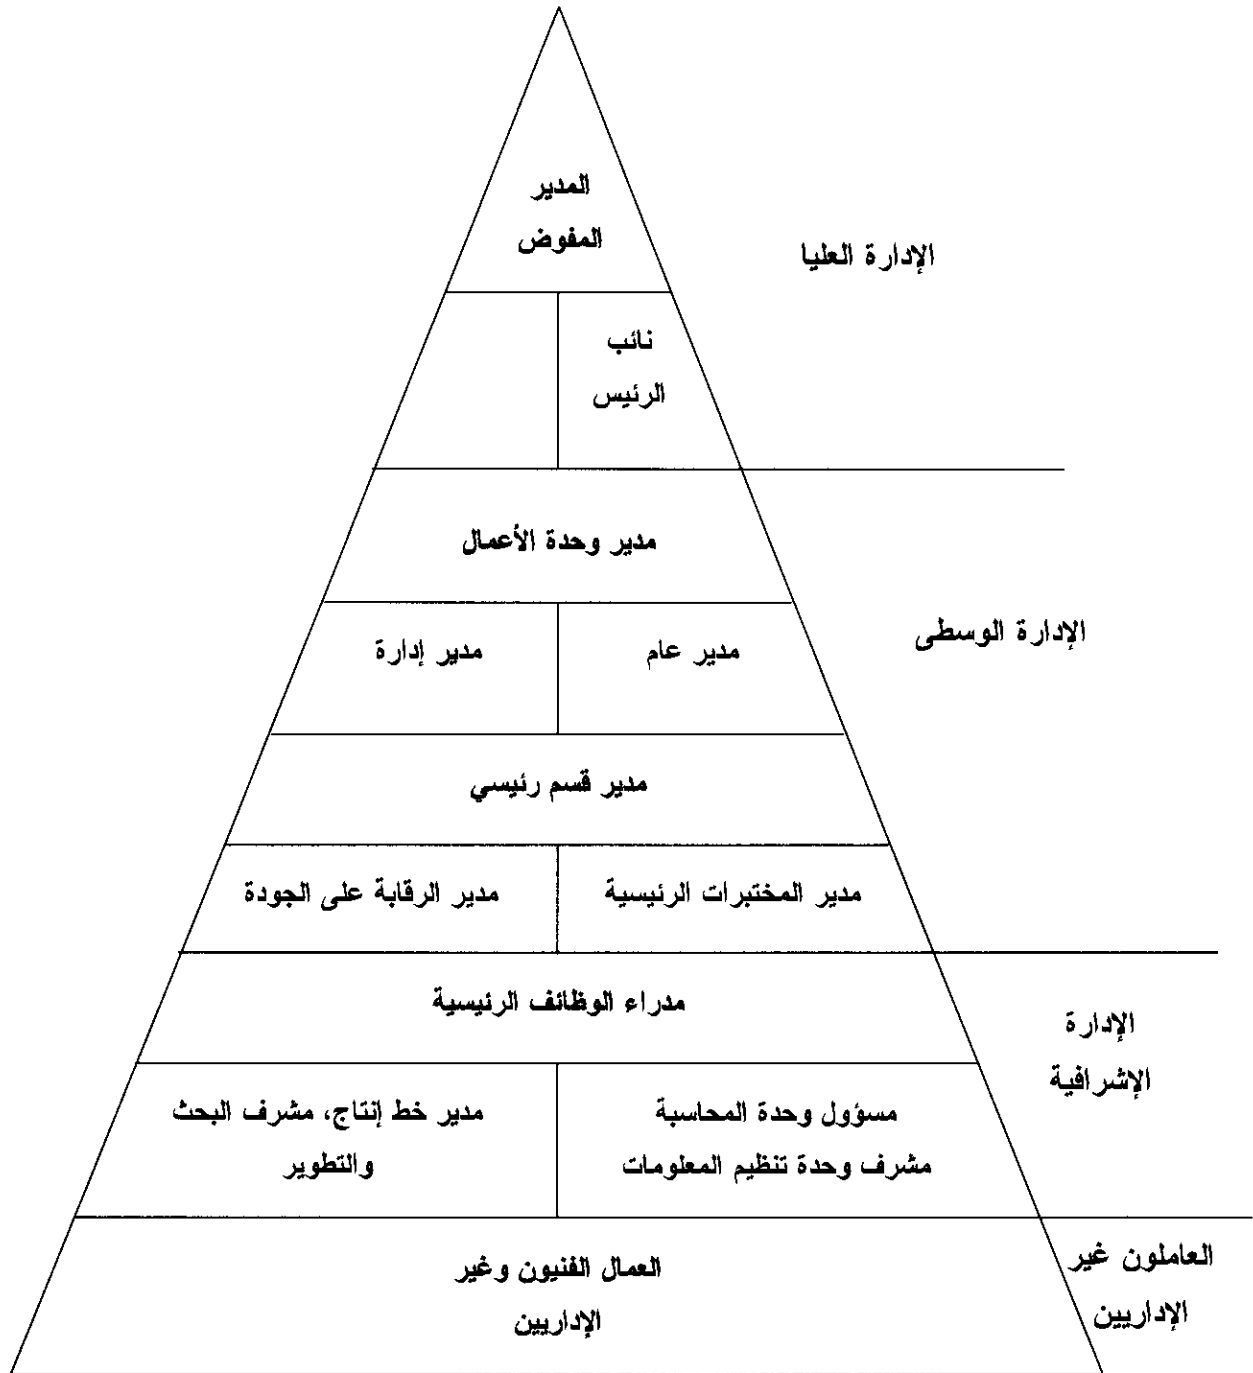 المدير
المفوض
الإدارة العليا
نائب
الرئيس
مدير وحدة الأعمال
الإدارة الوسطى
مدير عام
مدير إدارة
مدير قسم رئيسي
مدير المختبرات الرئيسية
مدير الرقابة على الجودة
مدراء الوظائف الرئيسية
الإدارة
الإشرافية
مسؤول وحدة المحاسبة
مشرف وحدة تنظيم المعلومات
مدير خط إنتاج، مشرف البحث
والتطوير
العاملون غير
الإداريين
العمال الفنيون وغير
الإداريين